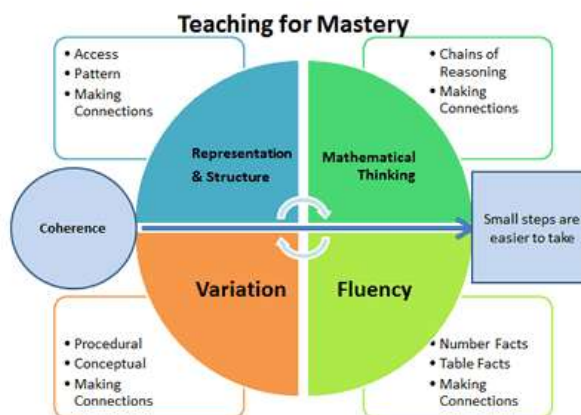 Teaching for Mastery
• Access
• Pattern
• Making
Connections
• Chains of
Reasoning
• Making
Connections
Representation
& Structure
Mathematical
Thinking
Coherence
Small steps are
easier to take
Variation
Fluency
• Procedural
• Conceptual
• Making
Connections
• Number Facts
• Table Facts
• Making
Connections